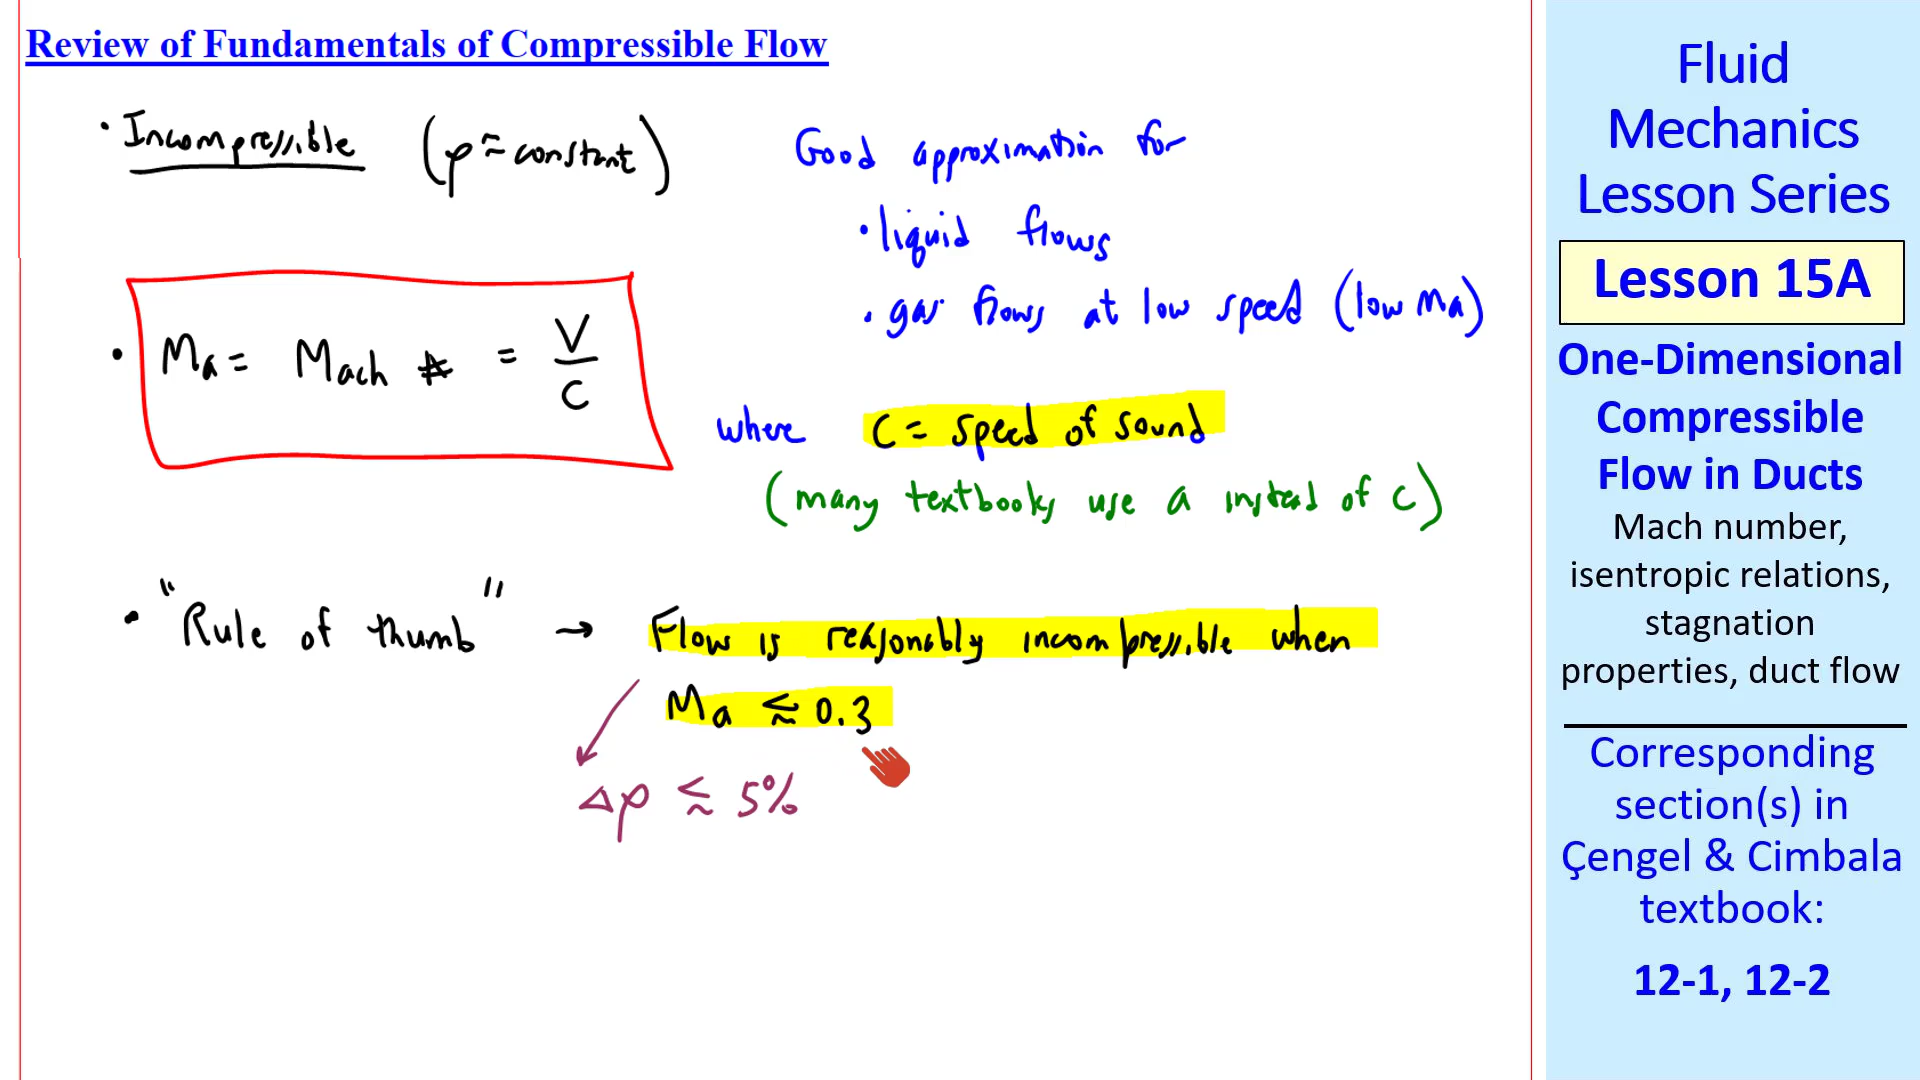 Review of Fundamentals of Compressible Flow
• Incompressible (ρ ≈ constant)
Good approximation for
• liquid flows
• gas flows at low speed (low Ma)
• Ma = Mach # = V/C
where C = speed of sound
(many textbooks use a instead of C)
• "Rule of thumb" → Flow is reasonably incompressible when
Ma ⪅ 0.3
Δρ ⪅ 5%
Fluid
Mechanics
Lesson Series
Lesson 15A
One-Dimensional
Compressible
Flow in Ducts
Mach number,
isentropic relations,
stagnation
properties, duct flow
Corresponding
section(s) in
Çengel & Cimbala
textbook:
12-1, 12-2